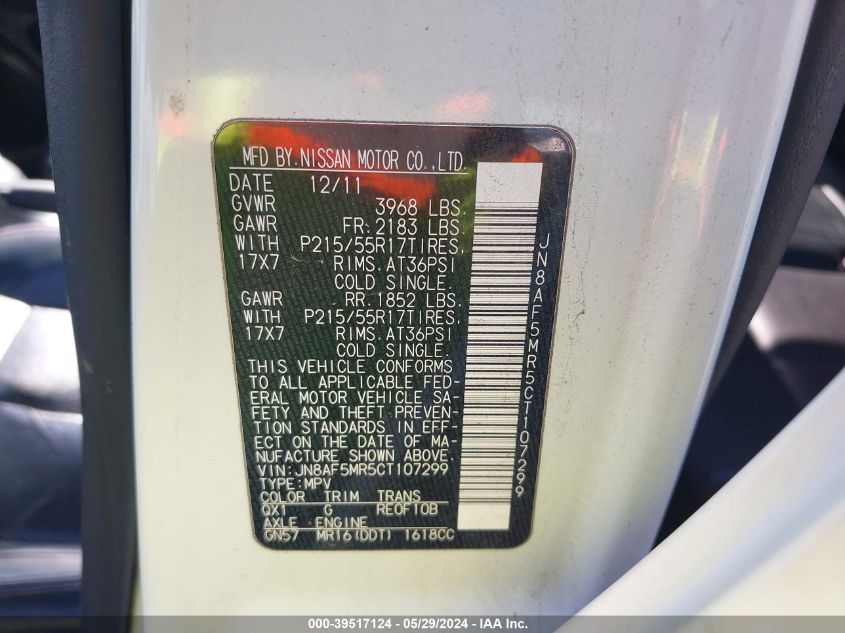 MFD BY.NISSAN MOTOR CO.,LTD.
DATE 12/11
GVWR 3968 LBS.
GAWR FR. 2183 LBS.
WITH P215/55R17TIRES,
17X7 RIMS. AT36PSI
COLD SINGLE.
GAWR RR. 1852 LBS.
WITH P215/55R17TIRES,
17X7 RIMS. AT36PSI
COLD SINGLE.
THIS VEHICLE CONFORMS
TO ALL APPLICABLE FED-
ERAL MOTOR VEHICLE SA-
FETY AND THEFT PREVEN-
TION STANDARDS IN EFF-
ECT ON THE DATE OF MA-
NUFACTURE SHOWN ABOVE.
VIN:JN8AF5MR5CT107299
TYPE:MPV
COLOR TRIM TRANS
QX1 G RE0F10B
AXLE ENGINE
GN57 MR16(DDT) 1618CC
JN8AF5MR5CT107299
000-39517124 - 05/29/2024 - IAA Inc.